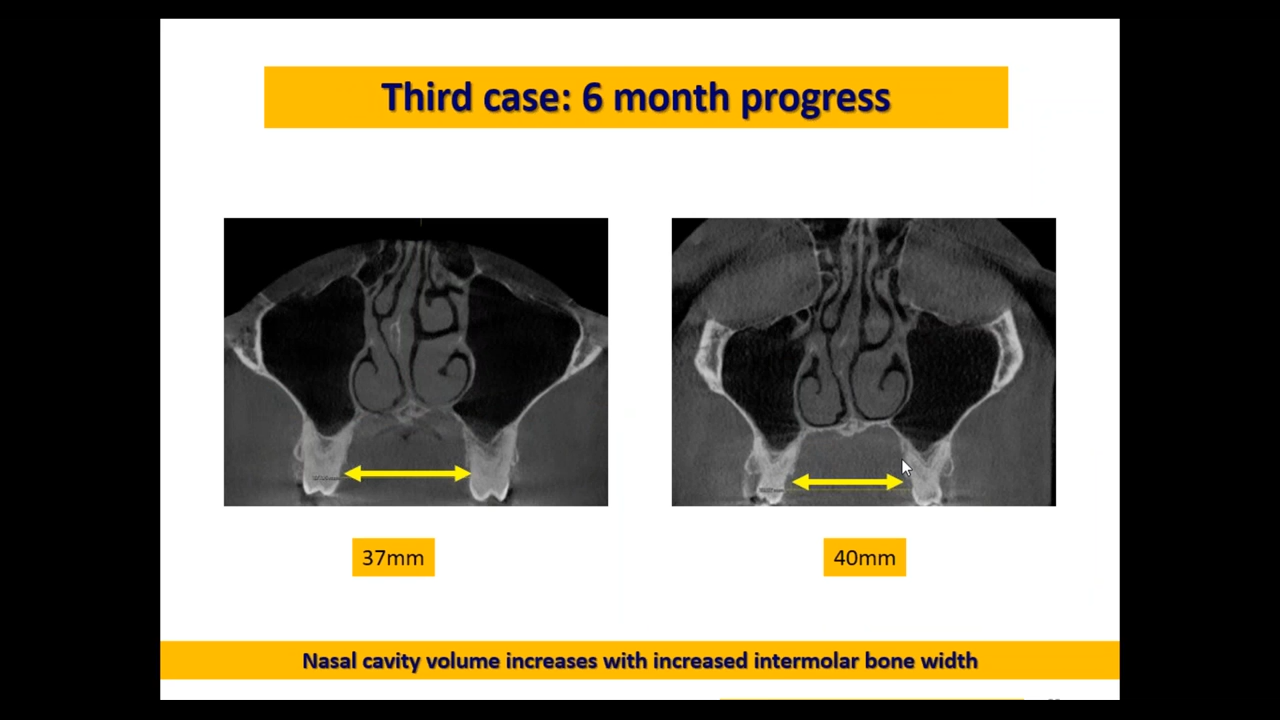 Third case: 6 month progress
37mm
40mm
Nasal cavity volume increases with increased intermolar bone width